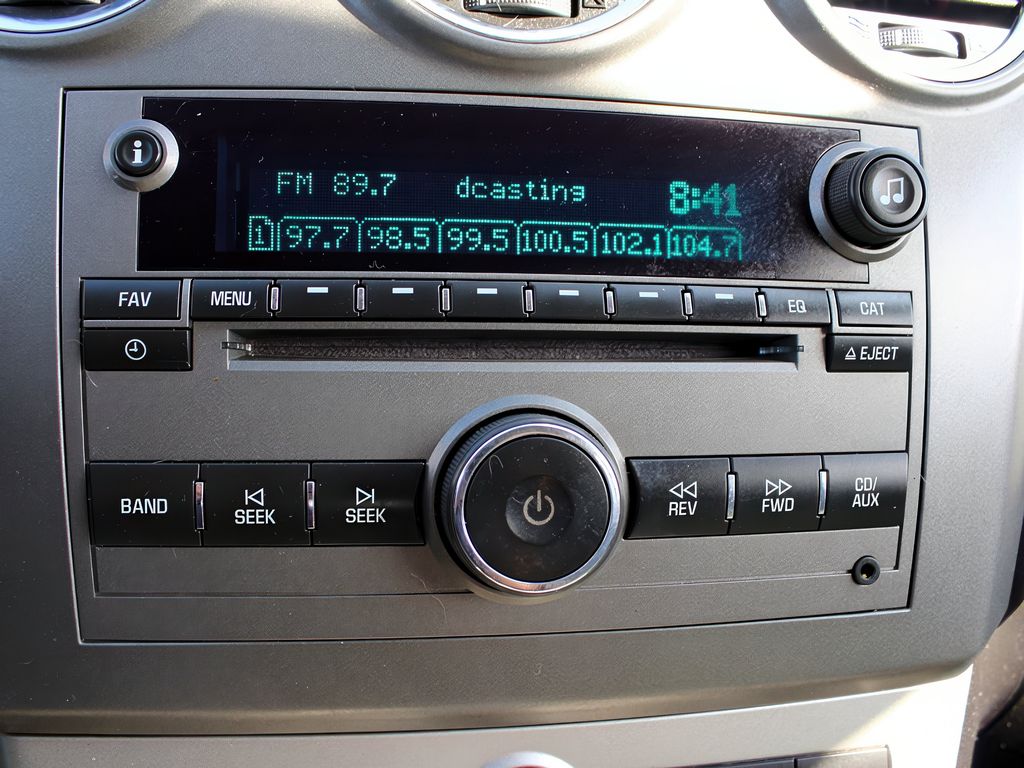 i
FM 89.7 dcasting 8:41
1 97.7 98.5 99.5 100.5 102.1 104.7
FAV MENU EQ CAT
EJECT
BAND SEEK SEEK REV FWD CD/
AUX